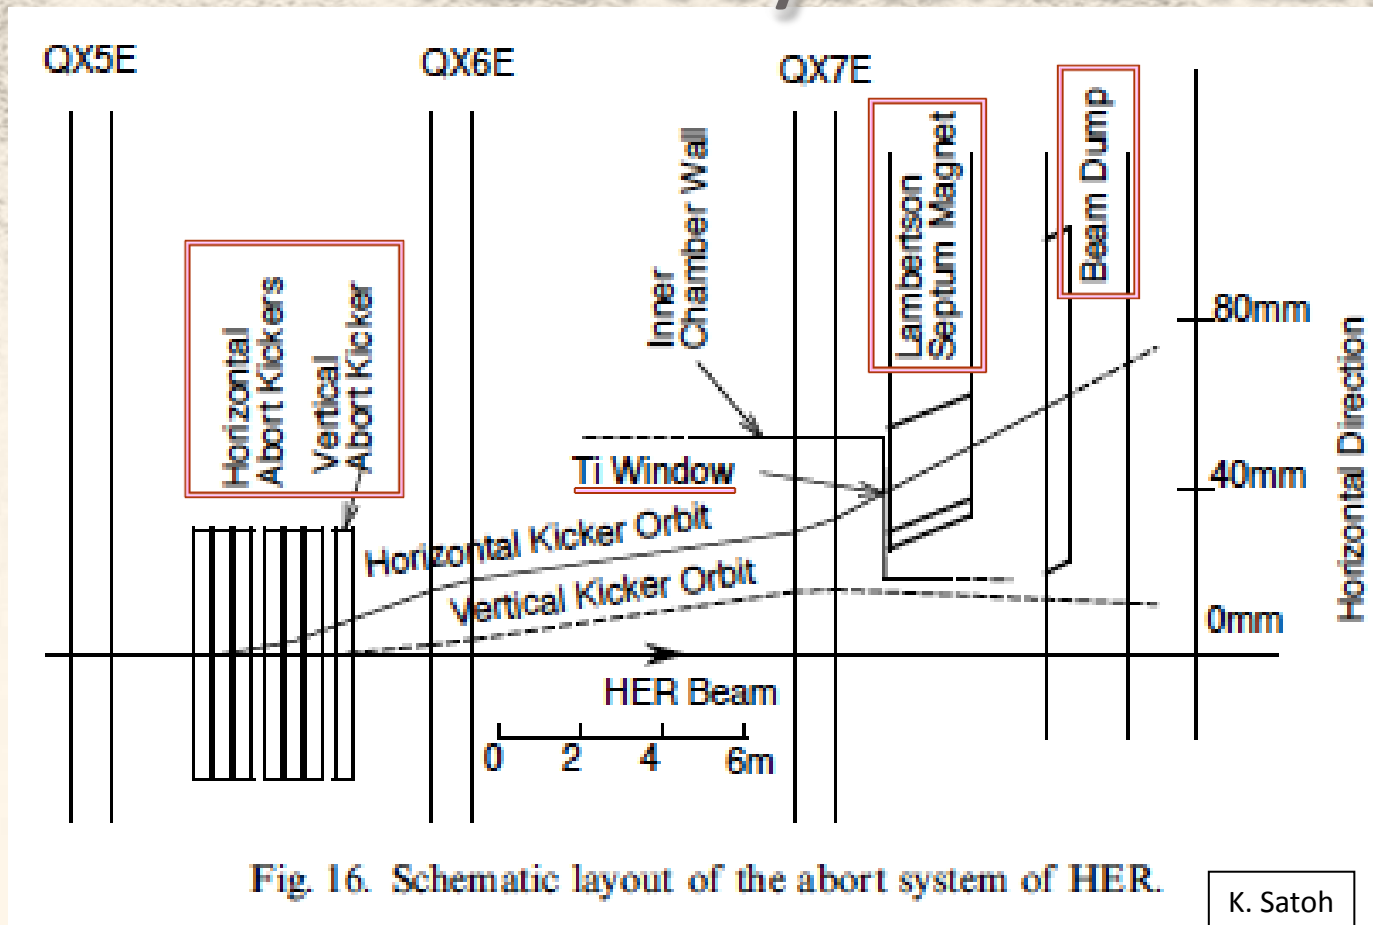 QX5E
QX6E
QX7E
Horizontal
Abort Kickers
Vertical
Abort Kicker
Inner
Chamber Wall
Lambertson
Septum Magnet
Beam Dump
Ti Window
Horizontal Kicker Orbit
Vertical Kicker Orbit
80mm
40mm
0mm
Horizontal Direction
HER Beam
0 2 4 6m
Fig. 16. Schematic layout of the abort system of HER.
K. Satoh